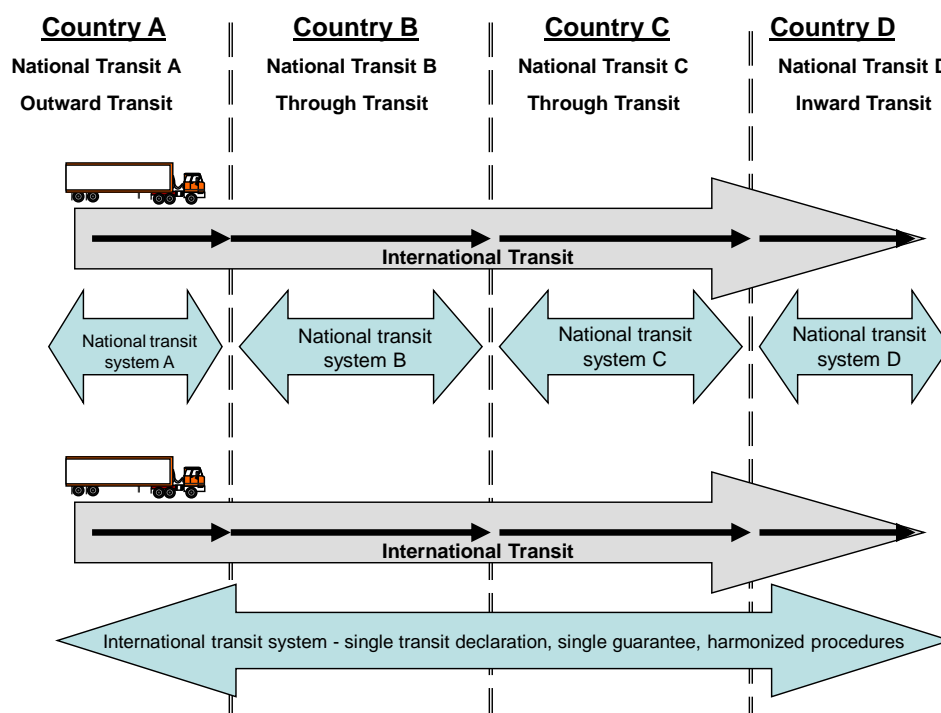 Country A
National Transit A
Outward Transit
Country B
National Transit B
Through Transit
Country C
National Transit C
Through Transit
Country D
National Transit D
Inward Transit
International Transit
National transit
system A
National transit
system B
National transit
system C
National transit
system D
International Transit
International transit system - single transit declaration, single guarantee, harmonized procedures